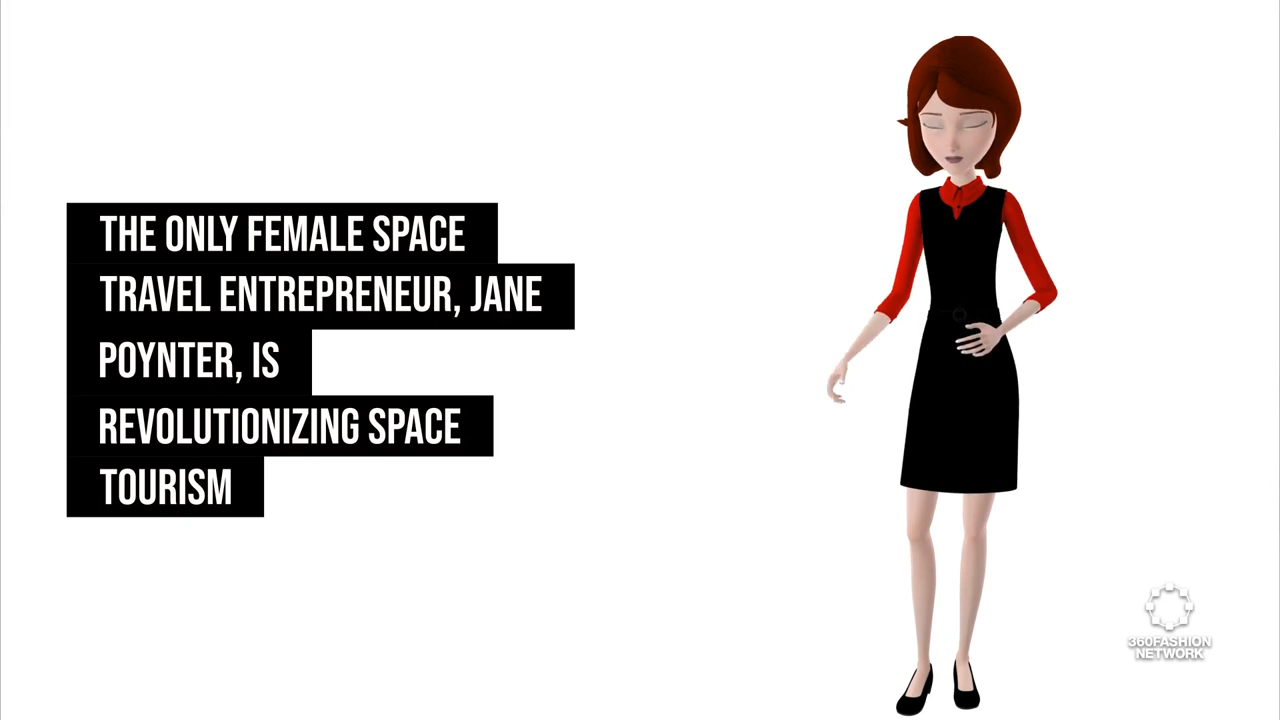 THE ONLY FEMALE SPACE
TRAVEL ENTREPRENEUR, JANE
POYNTER, IS
REVOLUTIONIZING SPACE
TOURISM
360FASHION
NETWORK